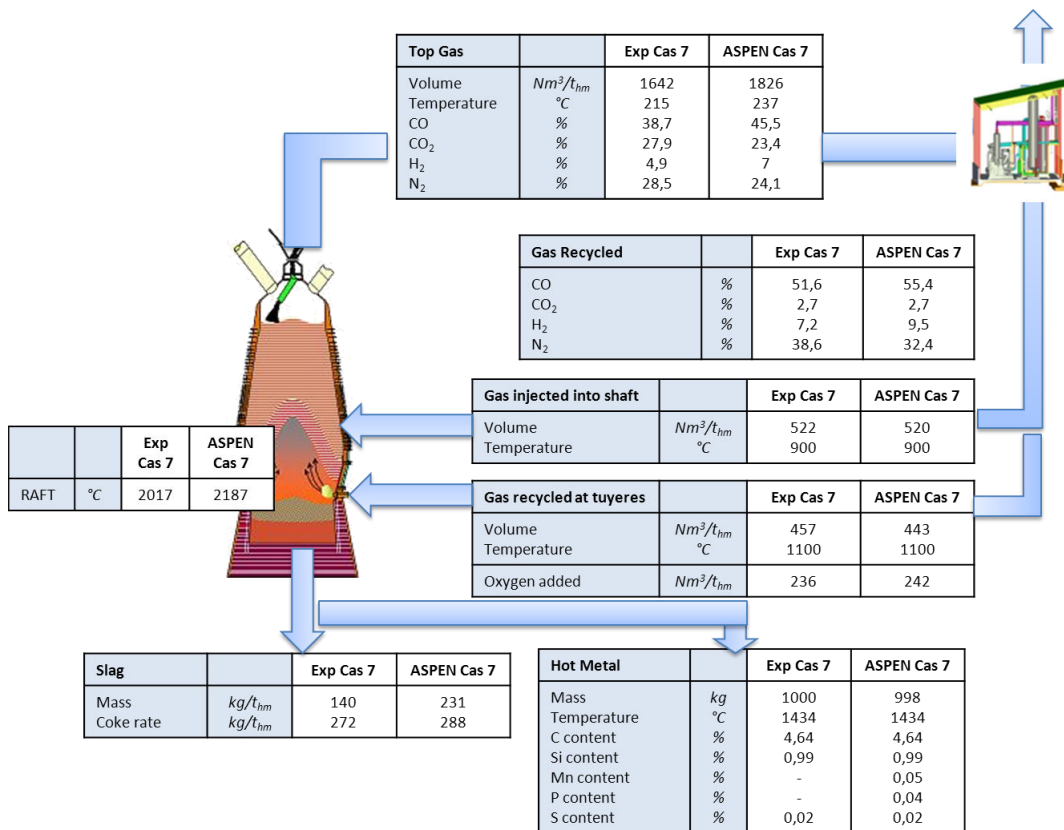 Top Gas Exp Cas 7 ASPEN Cas 7
Volume Nm³/t_hm 1642 1826
Temperature °C 215 237
CO % 38,7 45,5
CO₂ % 27,9 23,4
H₂ % 4,9 7
N₂ % 28,5 24,1
Gas Recycled Exp Cas 7 ASPEN Cas 7
CO % 51,6 55,4
CO₂ % 2,7 2,7
H₂ % 7,2 9,5
N₂ % 38,6 32,4
Gas injected into shaft Exp Cas 7 ASPEN Cas 7
Volume Nm³/t_hm 522 520
Temperature °C 900 900
Exp Cas 7 ASPEN Cas 7
RAFT °C 2017 2187
Gas recycled at tuyeres Exp Cas 7 ASPEN Cas 7
Volume Nm³/t_hm 457 443
Temperature °C 1100 1100
Oxygen added Nm³/t_hm 236 242
Slag Exp Cas 7 ASPEN Cas 7
Mass kg/t_hm 140 231
Coke rate kg/t_hm 272 288
Hot Metal Exp Cas 7 ASPEN Cas 7
Mass kg 1000 998
Temperature °C 1434 1434
C content % 4,64 4,64
Si content % 0,99 0,99
Mn content % - 0,05
P content % - 0,04
S content % 0,02 0,02